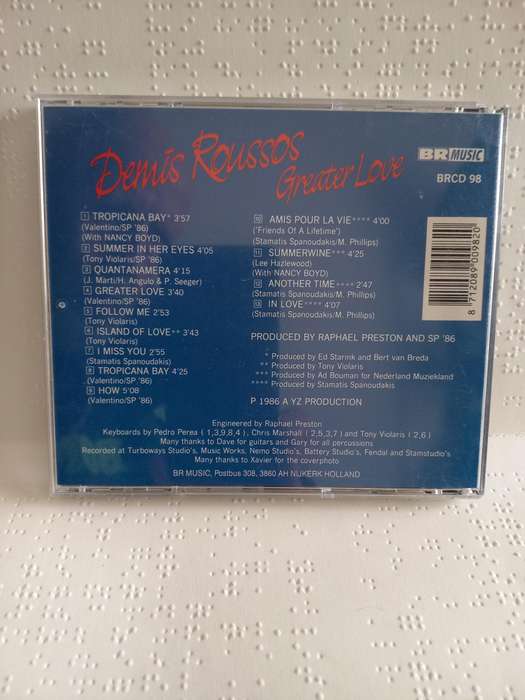 Demis Roussos
Greater Love
BR MUSIC
BRCD 98
1 TROPICANA BAY* 3'57
(Valentino/SP '86)
(With NANCY BOYD)
2 SUMMER IN HER EYES 4'05
(Tony Violaris/SP '86)
3 QUANTANAMERA 4'15
(J. Marti/H. Angulo & P. Seeger)
4 GREATER LOVE 3'40
(Valentino/SP '86)
5 FOLLOW ME 2'53
(Tony Violaris)
6 ISLAND OF LOVE** 3'43
(Tony Violaris)
7 I MISS YOU 2'55
(Stamatis Spanoudakis)
8 TROPICANA BAY 4'25
9 HOW 5'08
(Valentino/SP '86)
10 AMIS POUR LA VIE**** 4'00
('Friends Of A Lifetime')
(Stamatis Spanoudakis/M. Phillips)
11 SUMMERWINE*** 4'25
(Lee Hazlewood)
(With NANCY BOYD)
12 ANOTHER TIME**** 2'47
(Stamatis Spanoudakis/M. Phillips)
13 IN LOVE**** 4'07
(Stamatis Spanoudakis/M. Phillips)
8 712089 009820
PRODUCED BY RAPHAEL PRESTON AND SP '86
* Produced by Ed Starink and Bert van Breda
** Produced by Tony Violaris
*** Produced by Ad Bouman for Nederland Muziekland
**** Produced by Stamatis Spanoudakis
P 1986 A YZ PRODUCTION
Engineered by Raphael Preston
Keyboards by Pedro Perea (1,3,9,8,4), Chris Marshall (2,5,3,7) and Tony Violaris (2,6)
Many thanks to Dave for guitars and Gary for all percussions
Recorded at Turboways Studio's, Music Works, Nemo Studio's, Battery Studio's, Fendal and Stamstudio's
Many thanks to Xavier for the coverphoto
BR MUSIC, Postbus 308, 3860 AH NIJKERK HOLLAND